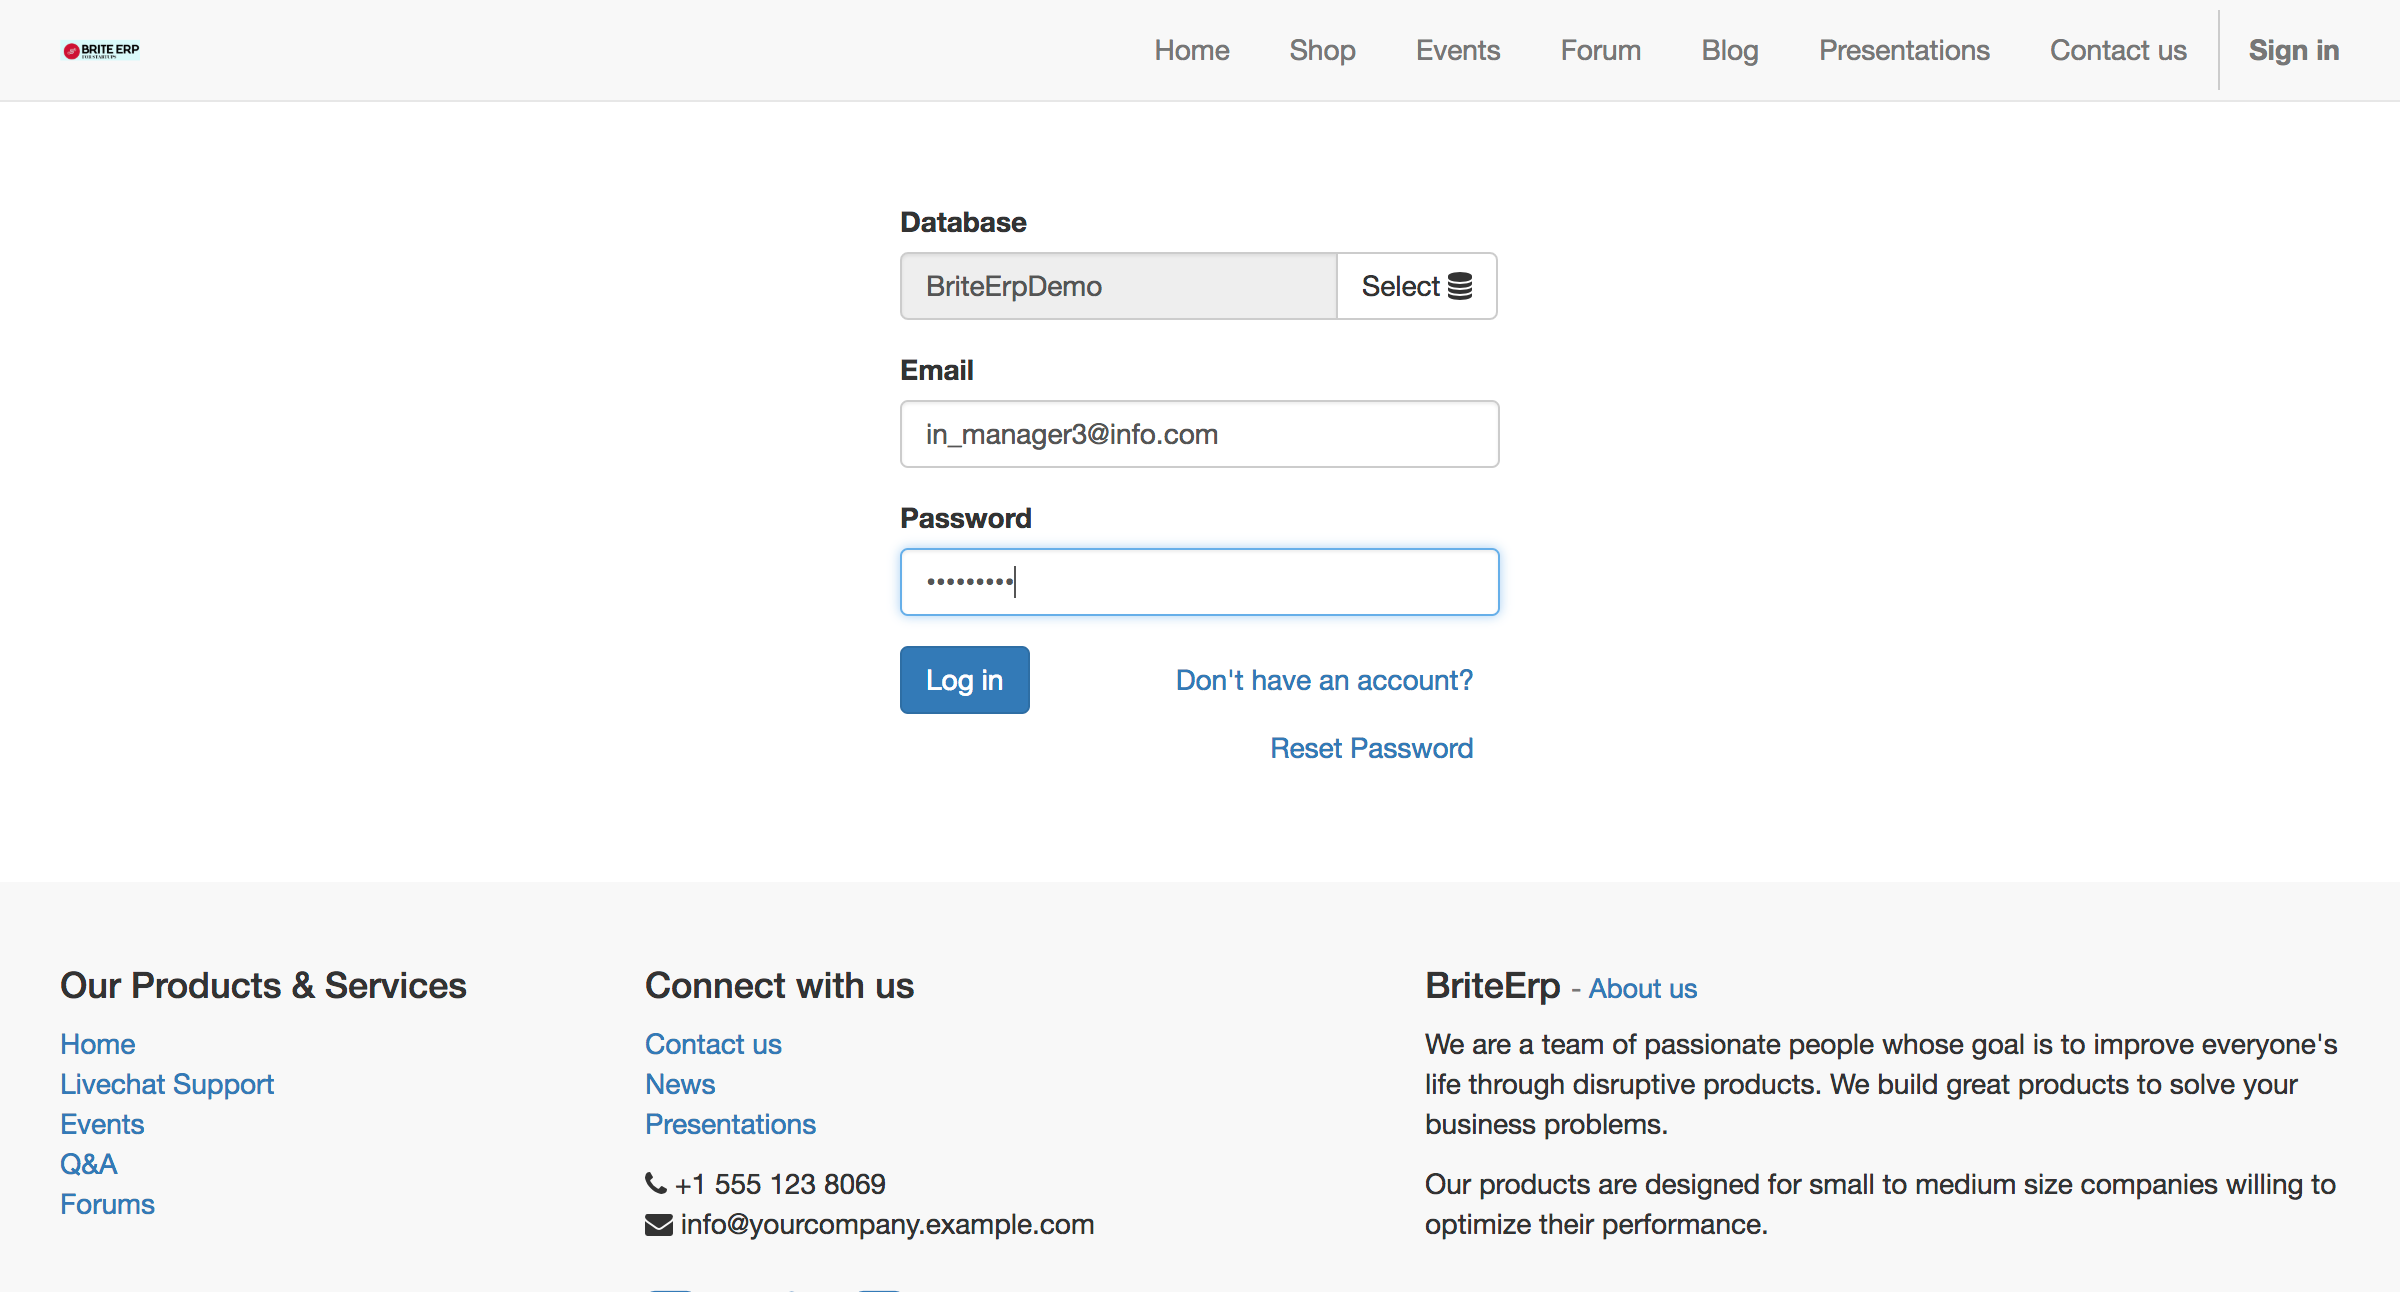 BRITE ERP
Home Shop Events Forum Blog Presentations Contact us Sign in
Database
BriteErpDemo Select
Email
in_manager3@info.com
Password
•••••••••
Log in Don't have an account?
Reset Password
Our Products & Services
Home
Livechat Support
Events
Q&A
Forums
Connect with us
Contact us
News
Presentations
+1 555 123 8069
info@yourcompany.example.com
BriteErp - About us
We are a team of passionate people whose goal is to improve everyone's
life through disruptive products. We build great products to solve your
business problems.
Our products are designed for small to medium size companies willing to
optimize their performance.